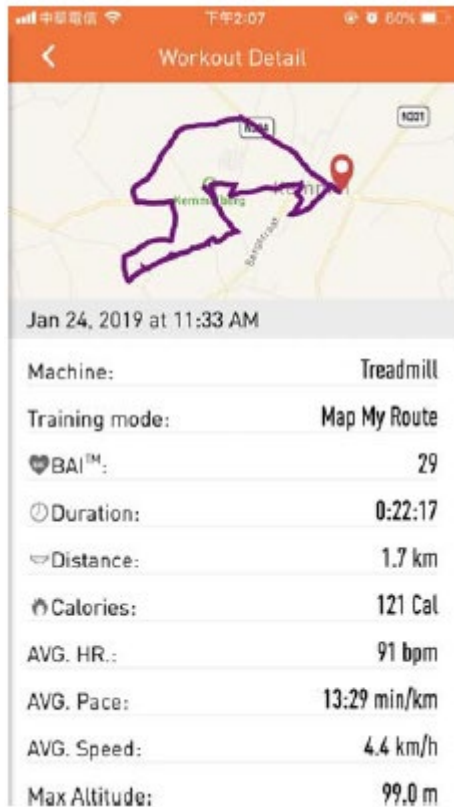 中華電信 下午2:07 60%
Workout Detail
N331
Kemmelberg
Bergstraat
Jan 24, 2019 at 11:33 AM
Machine: Treadmill
Training mode: Map My Route
BAI™: 29
Duration: 0:22:17
Distance: 1.7 km
Calories: 121 Cal
AVG. HR.: 91 bpm
AVG. Pace: 13:29 min/km
AVG. Speed: 4.4 km/h
Max Altitude: 99.0 m